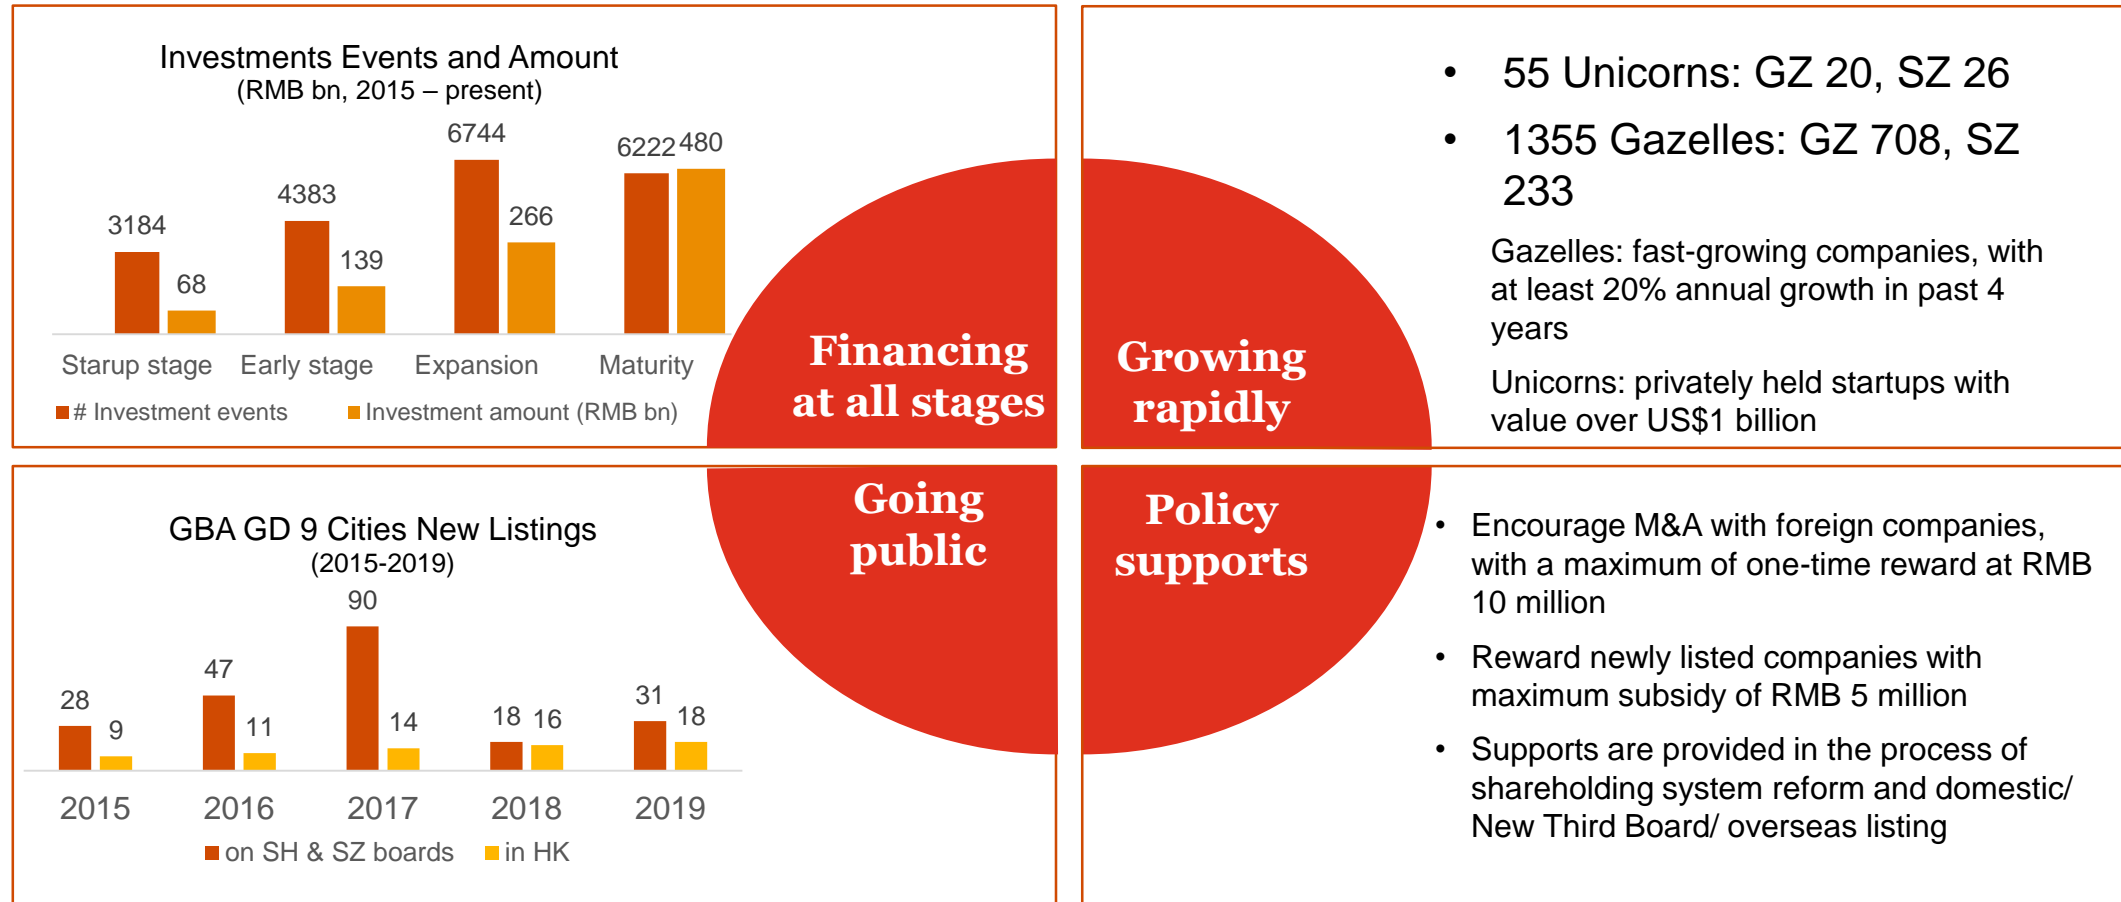 Investments Events and Amount
(RMB bn, 2015 – present)
3184
68
4383
139
6744
266
6222
480
Starup stage
Early stage
Expansion
Maturity
# Investment events
Investment amount (RMB bn)
Financing
at all stages
• 55 Unicorns: GZ 20, SZ 26
• 1355 Gazelles: GZ 708, SZ
233
Gazelles: fast-growing companies, with
at least 20% annual growth in past 4
years
Unicorns: privately held startups with
value over US$1 billion
Growing
rapidly
GBA GD 9 Cities New Listings
(2015-2019)
28
9
47
11
90
14
18
16
31
18
2015
2016
2017
2018
2019
on SH & SZ boards
in HK
Going
public
Policy
supports
• Encourage M&A with foreign companies,
with a maximum of one-time reward at RMB
10 million
• Reward newly listed companies with
maximum subsidy of RMB 5 million
• Supports are provided in the process of
shareholding system reform and domestic/
New Third Board/ overseas listing